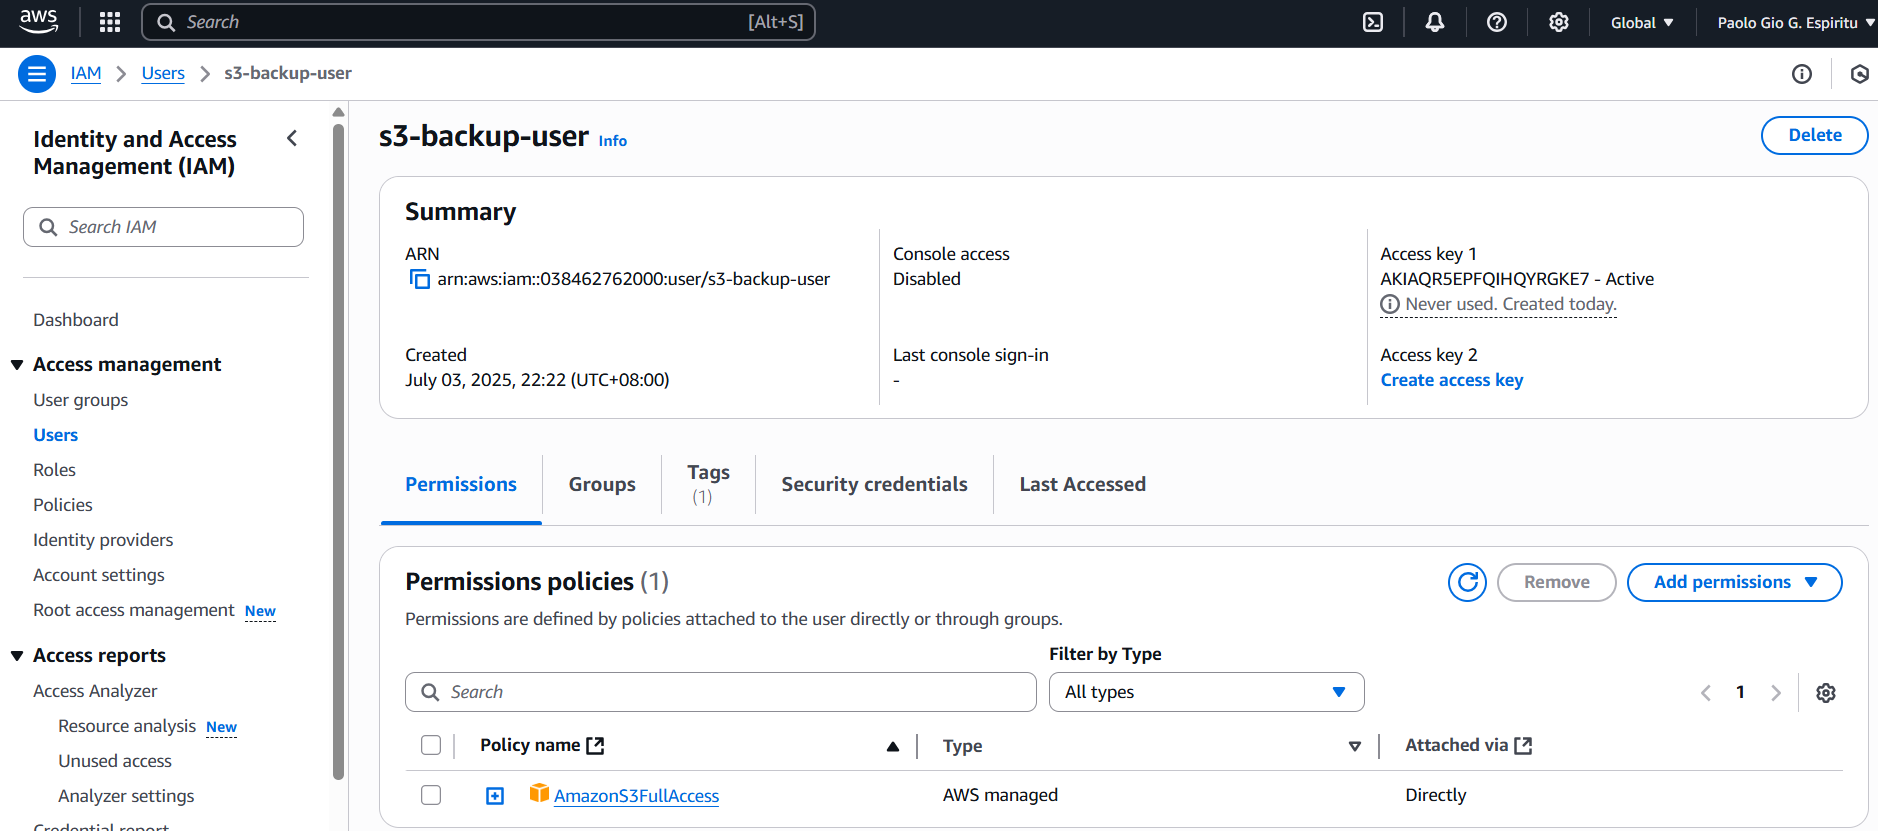 aws
Search
[Alt+S]
Global
Paolo Gio G. Espiritu
IAM
Users
s3-backup-user
Identity and Access
Management (IAM)
Search IAM
Dashboard
Access management
User groups
Users
Roles
Policies
Identity providers
Account settings
Root access management New
Access reports
Access Analyzer
Resource analysis New
Unused access
Analyzer settings
Credential report
s3-backup-user Info
Delete
Summary
ARN
arn:aws:iam::038462762000:user/s3-backup-user
Console access
Disabled
Access key 1
AKIAQR5EPFQIHQYRGKE7 - Active
Never used. Created today.
Created
July 03, 2025, 22:22 (UTC+08:00)
Last console sign-in
-
Access key 2
Create access key
Permissions
Groups
Tags
(1)
Security credentials
Last Accessed
Permissions policies (1)
Remove
Add permissions
Permissions are defined by policies attached to the user directly or through groups.
Filter by Type
Search
All types
1
Policy name
Type
Attached via
AmazonS3FullAccess
AWS managed
Directly